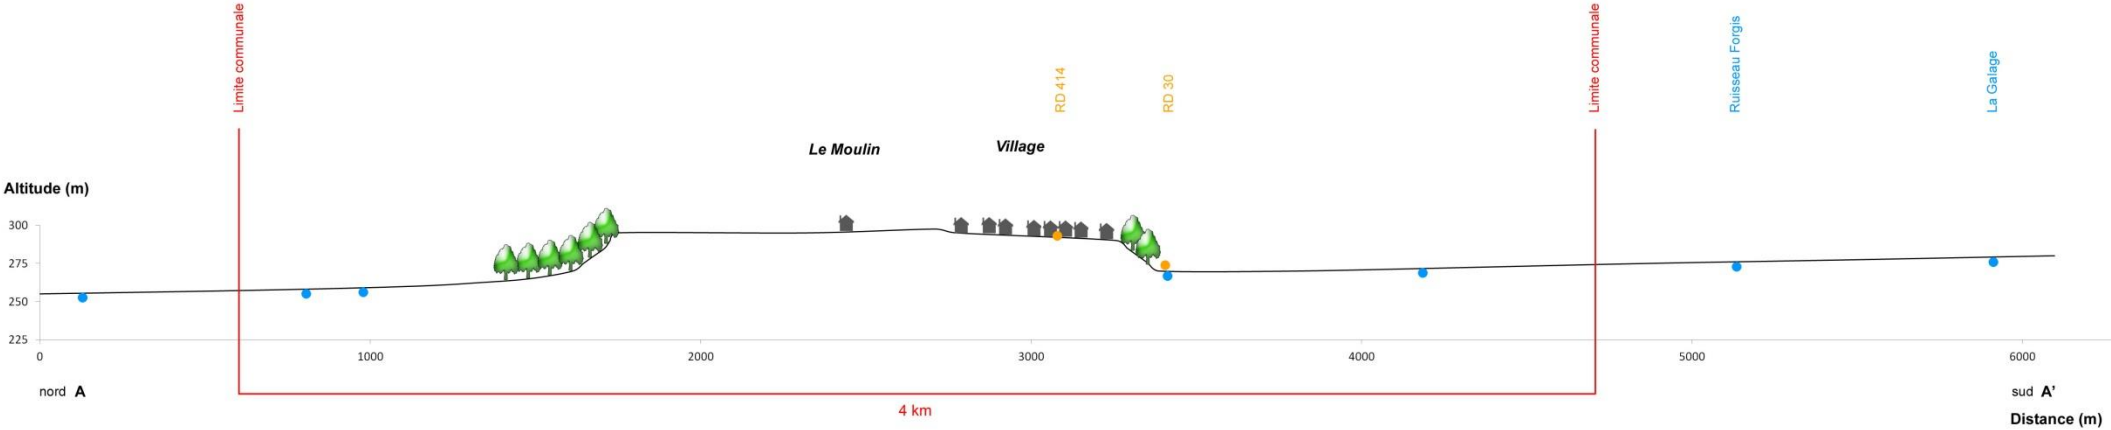 Limite communale
RD 414
RD 30
Limite communale
Ruisseau Forgis
La Galage
Le Moulin
Village
Altitude (m)
300
275
250
225
0 1000 2000 3000 4000 5000 6000
nord A
sud A'
4 km
Distance (m)